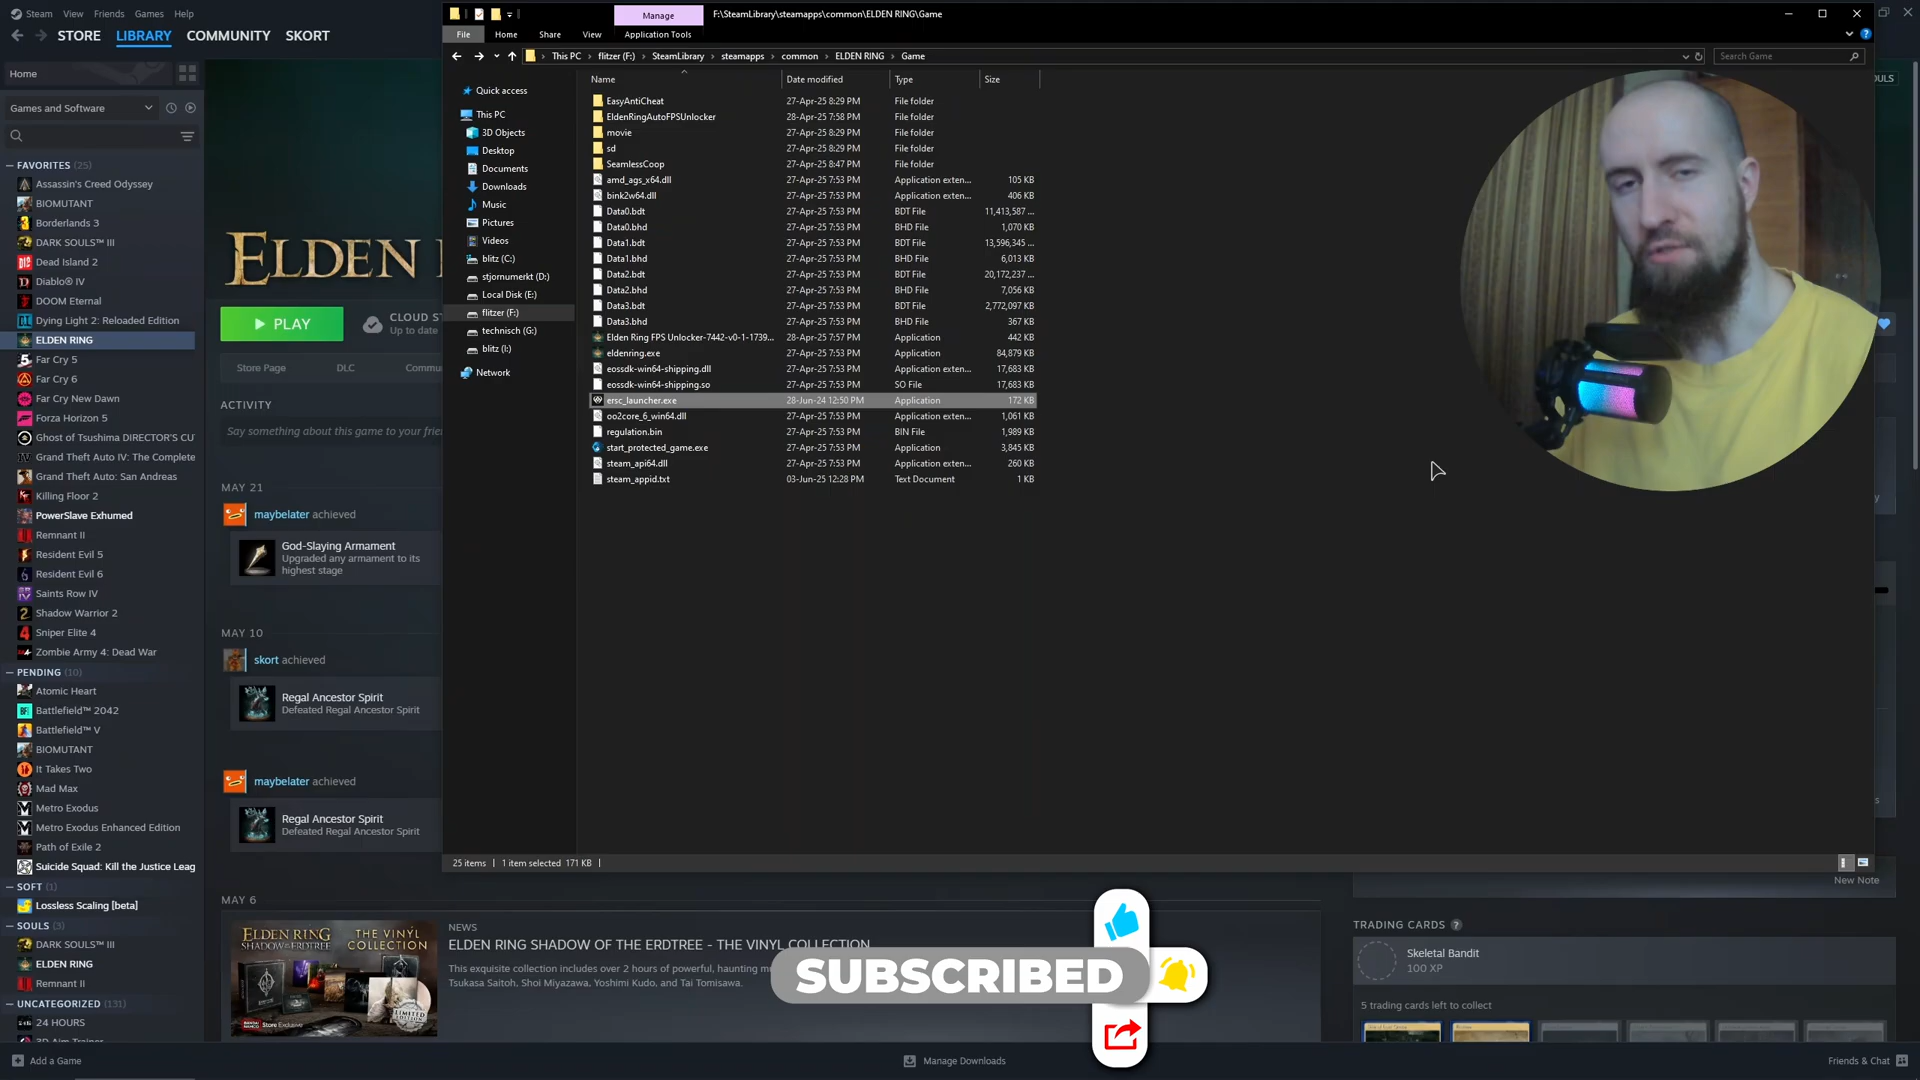 Steam View Friends Games Help
STORE LIBRARY COMMUNITY SKORT
Home
Games and Software
FAVORITES (25)
Assassin's Creed Odyssey
BIOMUTANT
Borderlands 3
DARK SOULS™ III
Dead Island 2
Diablo® IV
DOOM Eternal
Dying Light 2: Reloaded Edition
ELDEN RING
Far Cry 5
Far Cry 6
Far Cry New Dawn
Forza Horizon 5
Ghost of Tsushima DIRECTOR'S CU
Grand Theft Auto IV: The Complete
Grand Theft Auto: San Andreas
Killing Floor 2
PowerSlave Exhumed
Remnant II
Resident Evil 5
Resident Evil 6
Saints Row IV
Shadow Warrior 2
Sniper Elite 4
Zombie Army 4: Dead War
PENDING (10)
Atomic Heart
Battlefield™ 2042
Battlefield™ V
BIOMUTANT
It Takes Two
Mad Max
Metro Exodus
Metro Exodus Enhanced Edition
Path of Exile 2
Suicide Squad: Kill the Justice Leag
SOFT (1)
Lossless Scaling [beta]
SOULS (3)
DARK SOULS™ III
ELDEN RING
Remnant II
UNCATEGORIZED (131)
24 HOURS
3D Aim Trainer
Add a Game
ELDEN
PLAY
CLOUD ST
Up to date
Store Page DLC Commu
ACTIVITY
Say something about this game to your frie
MAY 21
maybelater achieved
God-Slaying Armament
Upgraded any armament to its
highest stage
MAY 10
skort achieved
Regal Ancestor Spirit
Defeated Regal Ancestor Spirit
maybelater achieved
Regal Ancestor Spirit
Defeated Regal Ancestor Spirit
MAY 6
ELDEN RING
SHADOW OF THE ERDTREE
THE VINYL
COLLECTION
LIMITED
EDITION
NEWS
ELDEN RING SHADOW OF THE ERDTREE - THE VINYL COLLECTION
This exquisite collection includes over 2 hours of powerful, haunting m
Tsukasa Saitoh, Shoi Miyazawa, Yoshimi Kudo, and Tai Tomisawa.
Manage
F:\SteamLibrary\steamapps\common\ELDEN RING\Game
File Home Share View Application Tools
This PC flitzer (F:) SteamLibrary steamapps common ELDEN RING Game
Search Game
Quick access
This PC
3D Objects
Desktop
Documents
Downloads
Music
Pictures
Videos
blitz (C:)
stjornumerkt (D:)
Local Disk (E:)
flitzer (F:)
technisch (G:)
blitz (I:)
Network
Name Date modified Type Size
EasyAntiCheat 27-Apr-25 8:29 PM File folder
EldenRingAutoFPSUnlocker 28-Apr-25 7:58 PM File folder
movie 27-Apr-25 8:29 PM File folder
sd 27-Apr-25 8:29 PM File folder
SeamlessCoop 27-Apr-25 8:47 PM File folder
amd_ags_x64.dll 27-Apr-25 7:53 PM Application exten... 105 KB
bink2w64.dll 27-Apr-25 7:53 PM Application exten... 406 KB
Data0.bdt 27-Apr-25 7:53 PM BDT File 11,413,587 ...
Data0.bhd 27-Apr-25 7:53 PM BHD File 1,070 KB
Data1.bdt 27-Apr-25 7:53 PM BDT File 13,596,345 ...
Data1.bhd 27-Apr-25 7:53 PM BHD File 6,013 KB
Data2.bdt 27-Apr-25 7:53 PM BDT File 20,172,237 ...
Data2.bhd 27-Apr-25 7:53 PM BHD File 7,056 KB
Data3.bdt 27-Apr-25 7:53 PM BDT File 2,772,097 KB
Data3.bhd 27-Apr-25 7:53 PM BHD File 367 KB
Elden Ring FPS Unlocker-7442-v0-1-1739... 28-Apr-25 7:57 PM Application 442 KB
eldenring.exe 27-Apr-25 7:53 PM Application 84,879 KB
eossdk-win64-shipping.dll 27-Apr-25 7:53 PM Application exten... 17,683 KB
eossdk-win64-shipping.so 27-Apr-25 7:53 PM SO File 17,683 KB
ersc_launcher.exe 28-Jun-24 12:50 PM Application 172 KB
oo2core_6_win64.dll 27-Apr-25 7:53 PM Application exten... 1,061 KB
regulation.bin 27-Apr-25 7:53 PM BIN File 1,989 KB
start_protected_game.exe 27-Apr-25 7:53 PM Application 3,845 KB
steam_api64.dll 27-Apr-25 7:53 PM Application exten... 260 KB
steam_appid.txt 03-Jun-25 12:28 PM Text Document 1 KB
25 items 1 item selected 171 KB
OULS
New Note
TRADING CARDS
Skeletal Bandit
100 XP
5 trading cards left to collect
SUBSCRIBED
Manage Downloads
Friends & Chat